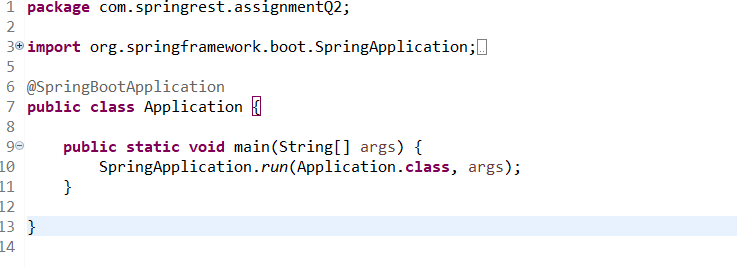 1 package com.springrest.assignmentQ2;
2
3 import org.springframework.boot.SpringApplication;
5
6 @SpringBootApplication
7 public class Application {
8
9 public static void main(String[] args) {
10 SpringApplication.run(Application.class, args);
11 }
12
13 }
14